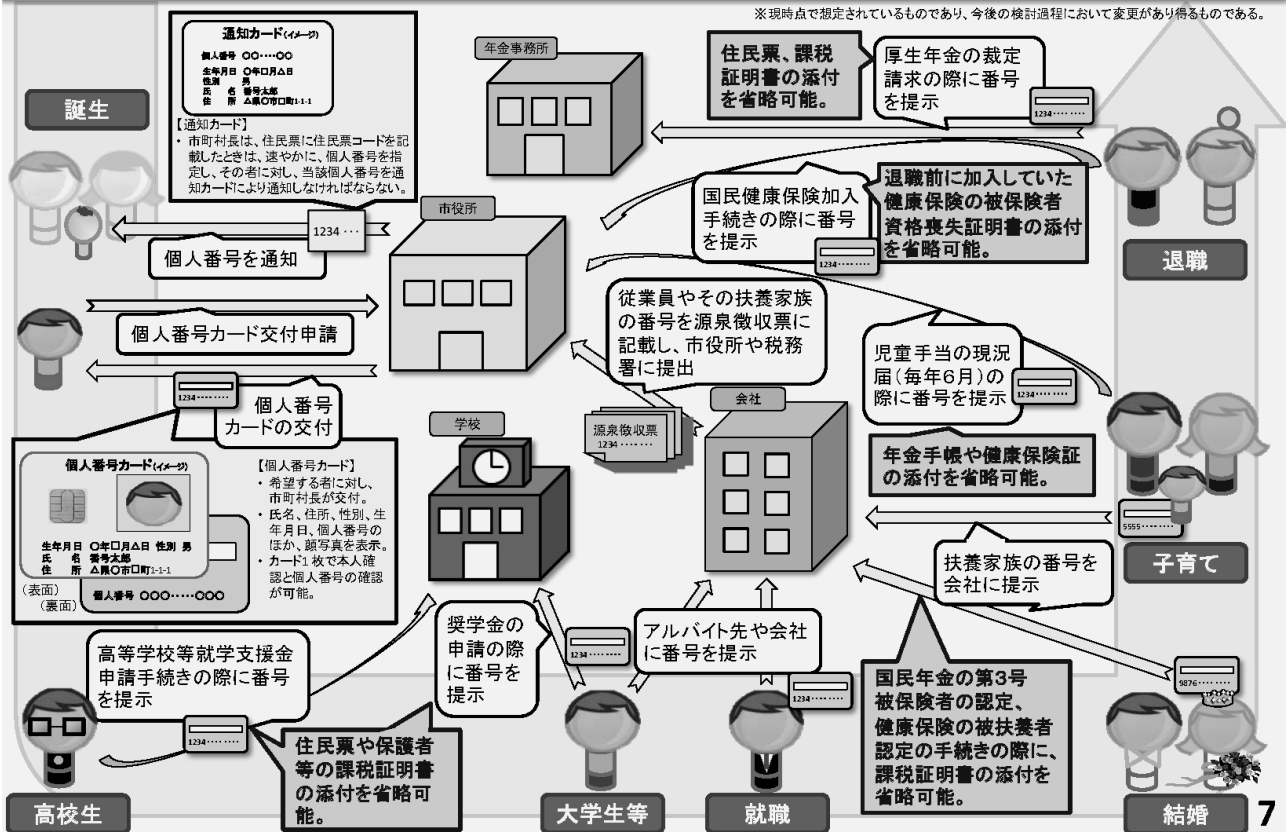 ※現時点で想定されているものであり、今後の検討過程において変更があり得るものである。
通知カード(イメージ)
個人番号 〇〇‥‥〇〇
生年月日 〇年□月△日
性別 男
氏 名 番号太郎
住 所 △県〇市□町1-1-1
【通知カード】
・ 市町村長は、住民票に住民票コードを記
載したときは、速やかに、個人番号を指
定し、その者に対し、当該個人番号を通
知カードにより通知しなければならない。
誕生
年金事務所
住民票、課税
証明書の添付
を省略可能。
厚生年金の裁定
請求の際に番号
を提示
1234‥‥‥‥
退職
国民健康保険加入
手続きの際に番号
を提示
1234‥‥‥‥
退職前に加入していた
健康保険の被保険者
資格喪失証明書の添付
を省略可能。
市役所
1234 ‥‥
個人番号を通知
個人番号カード交付申請
1234‥‥‥‥
個人番号
カードの交付
個人番号カード(イメージ)
生年月日 〇年□月△日 性別 男
氏 名 番号太郎
住 所 △県〇市□町1-1-1
(表面)
(裏面)
個人番号 〇〇〇‥‥‥〇〇〇
【個人番号カード】
・ 希望する者に対し、
市町村長が交付。
・ 氏名、住所、性別、生
年月日、個人番号の
ほか、顔写真を表示。
・ カード1枚で本人確
認と個人番号の確認
が可能。
従業員やその扶養家族
の番号を源泉徴収票に
記載し、市役所や税務
署に提出
源泉徴収票
1234‥‥‥‥
学校
会社
児童手当の現況
届(毎年6月)の
際に番号を提示
1234‥‥‥‥
年金手帳や健康保険証
の添付を省略可能。
5555‥‥‥‥
子育て
扶養家族の番号を
会社に提示
高等学校等就学支援金
申請手続きの際に番号
を提示
1234‥‥‥‥
住民票や保護者
等の課税証明書
の添付を省略可
能。
高校生
奨学金の
申請の際
に番号を
提示
1234‥‥‥‥
大学生等
アルバイト先や会社
に番号を提示
1234‥‥‥‥
就職
国民年金の第3号
被保険者の認定、
健康保険の被扶養者
認定の手続きの際に、
課税証明書の添付を
省略可能。
9876‥‥‥‥
結婚
7